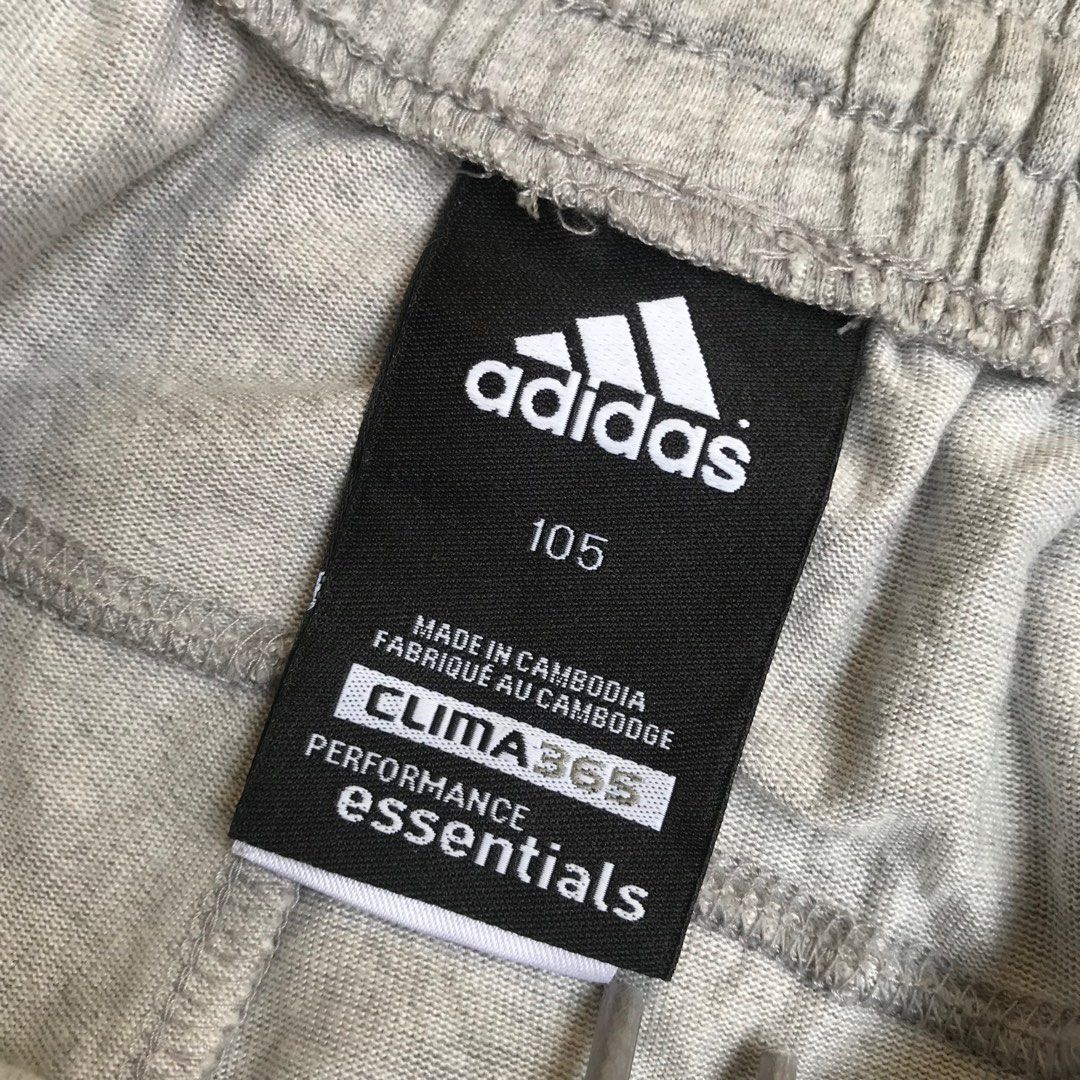 adidas
105
MADE IN CAMBODIA
FABRIQUÉ AU CAMBODGE
CLIMA365
PERFORMANCE
essentials